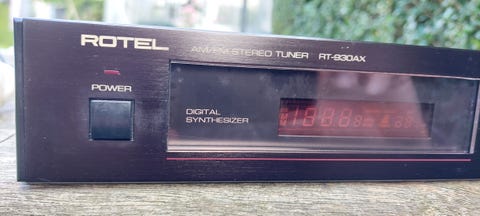 ROTEL
AM/FM STEREO TUNER RT-930AX
POWER
DIGITAL
SYNTHESIZER